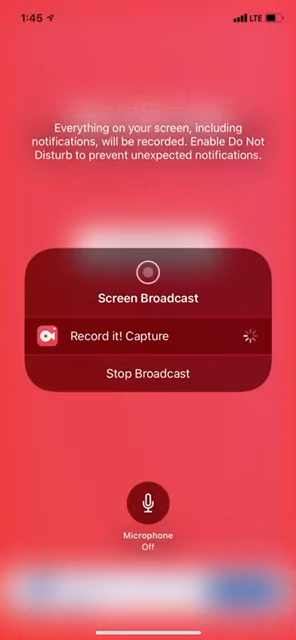 1:45
LTE
Everything on your screen, including
notifications, will be recorded. Enable Do Not
Disturb to prevent unexpected notifications.
Screen Broadcast
Record it! Capture
Stop Broadcast
Microphone
Off